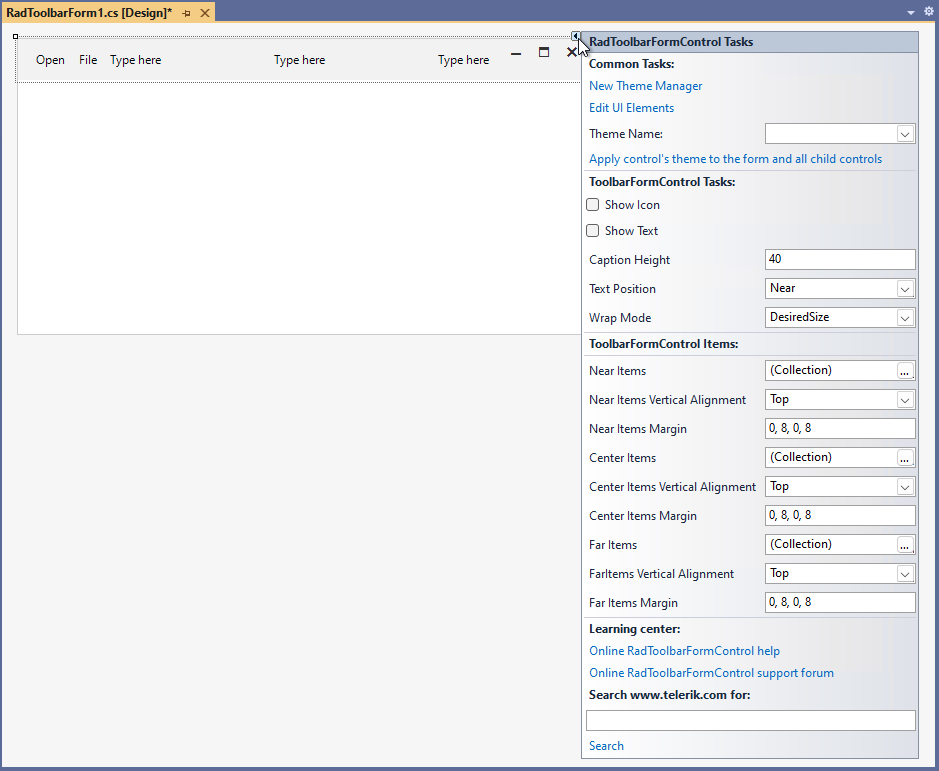 RadToolbarForm1.cs [Design]*
Open File Type here Type here Type here
RadToolbarFormControl Tasks
Common Tasks:
New Theme Manager
Edit UI Elements
Theme Name:
Apply control's theme to the form and all child controls
ToolbarFormControl Tasks:
Show Icon
Show Text
Caption Height 40
Text Position Near
Wrap Mode DesiredSize
ToolbarFormControl Items:
Near Items (Collection) ...
Near Items Vertical Alignment Top
Near Items Margin 0, 8, 0, 8
Center Items (Collection) ...
Center Items Vertical Alignment Top
Center Items Margin 0, 8, 0, 8
Far Items (Collection) ...
FarItems Vertical Alignment Top
Far Items Margin 0, 8, 0, 8
Learning center:
Online RadToolbarFormControl help
Online RadToolbarFormControl support forum
Search www.telerik.com for:
Search